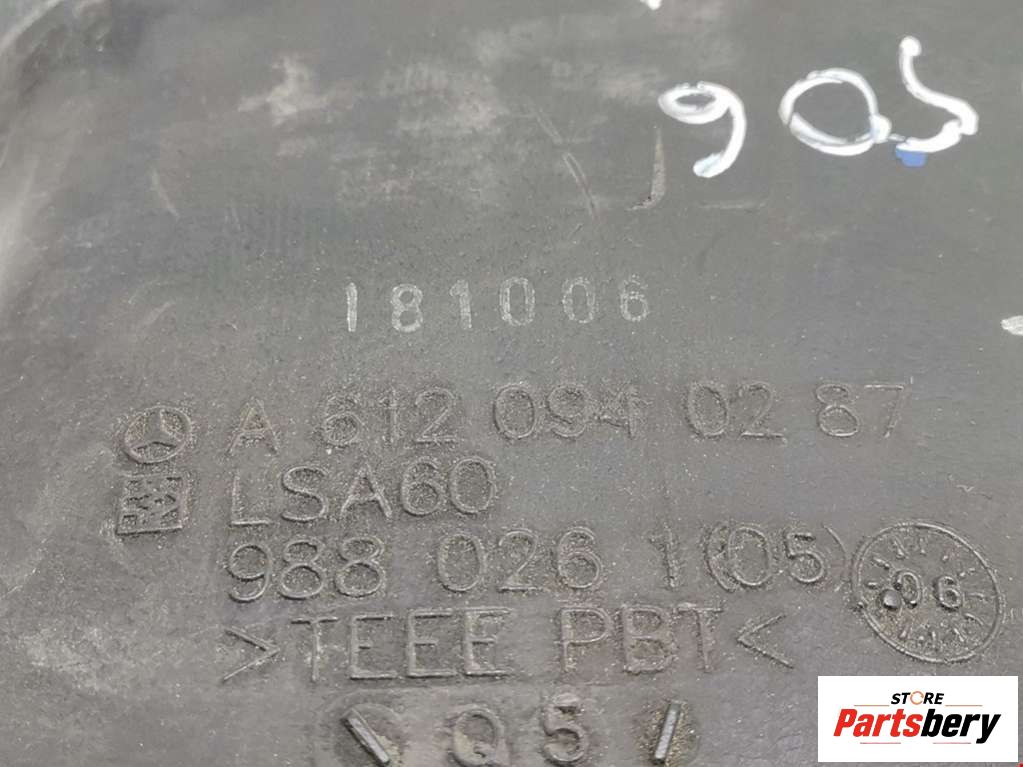 905
181006
A 612 094 02 87
LSA60
988 026 1 (05)
06
>TEEE PBT<
\ Q5 /
STORE
Partsbery